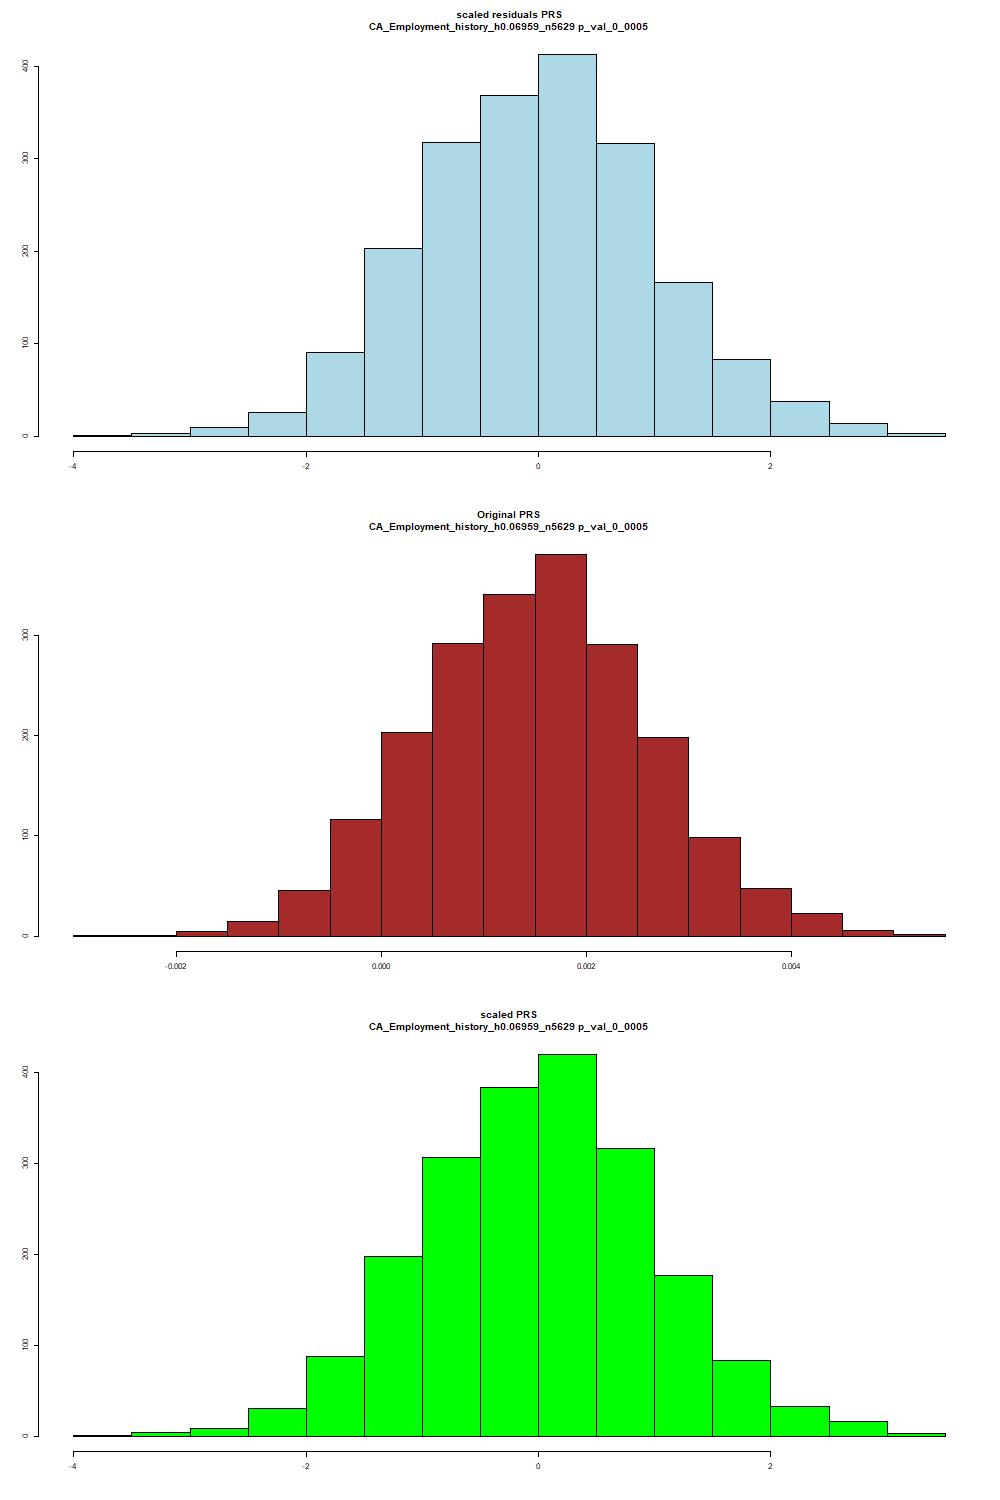 scaled residuals PRS
CA_Employment_history_h0.06959_n5629 p_val_0_0005
400
300
200
100
0
-4 -2 0 2
Original PRS
CA_Employment_history_h0.06959_n5629 p_val_0_0005
300
200
100
0
-0.002 0.000 0.002 0.004
scaled PRS
CA_Employment_history_h0.06959_n5629 p_val_0_0005
400
300
200
100
0
-4 -2 0 2